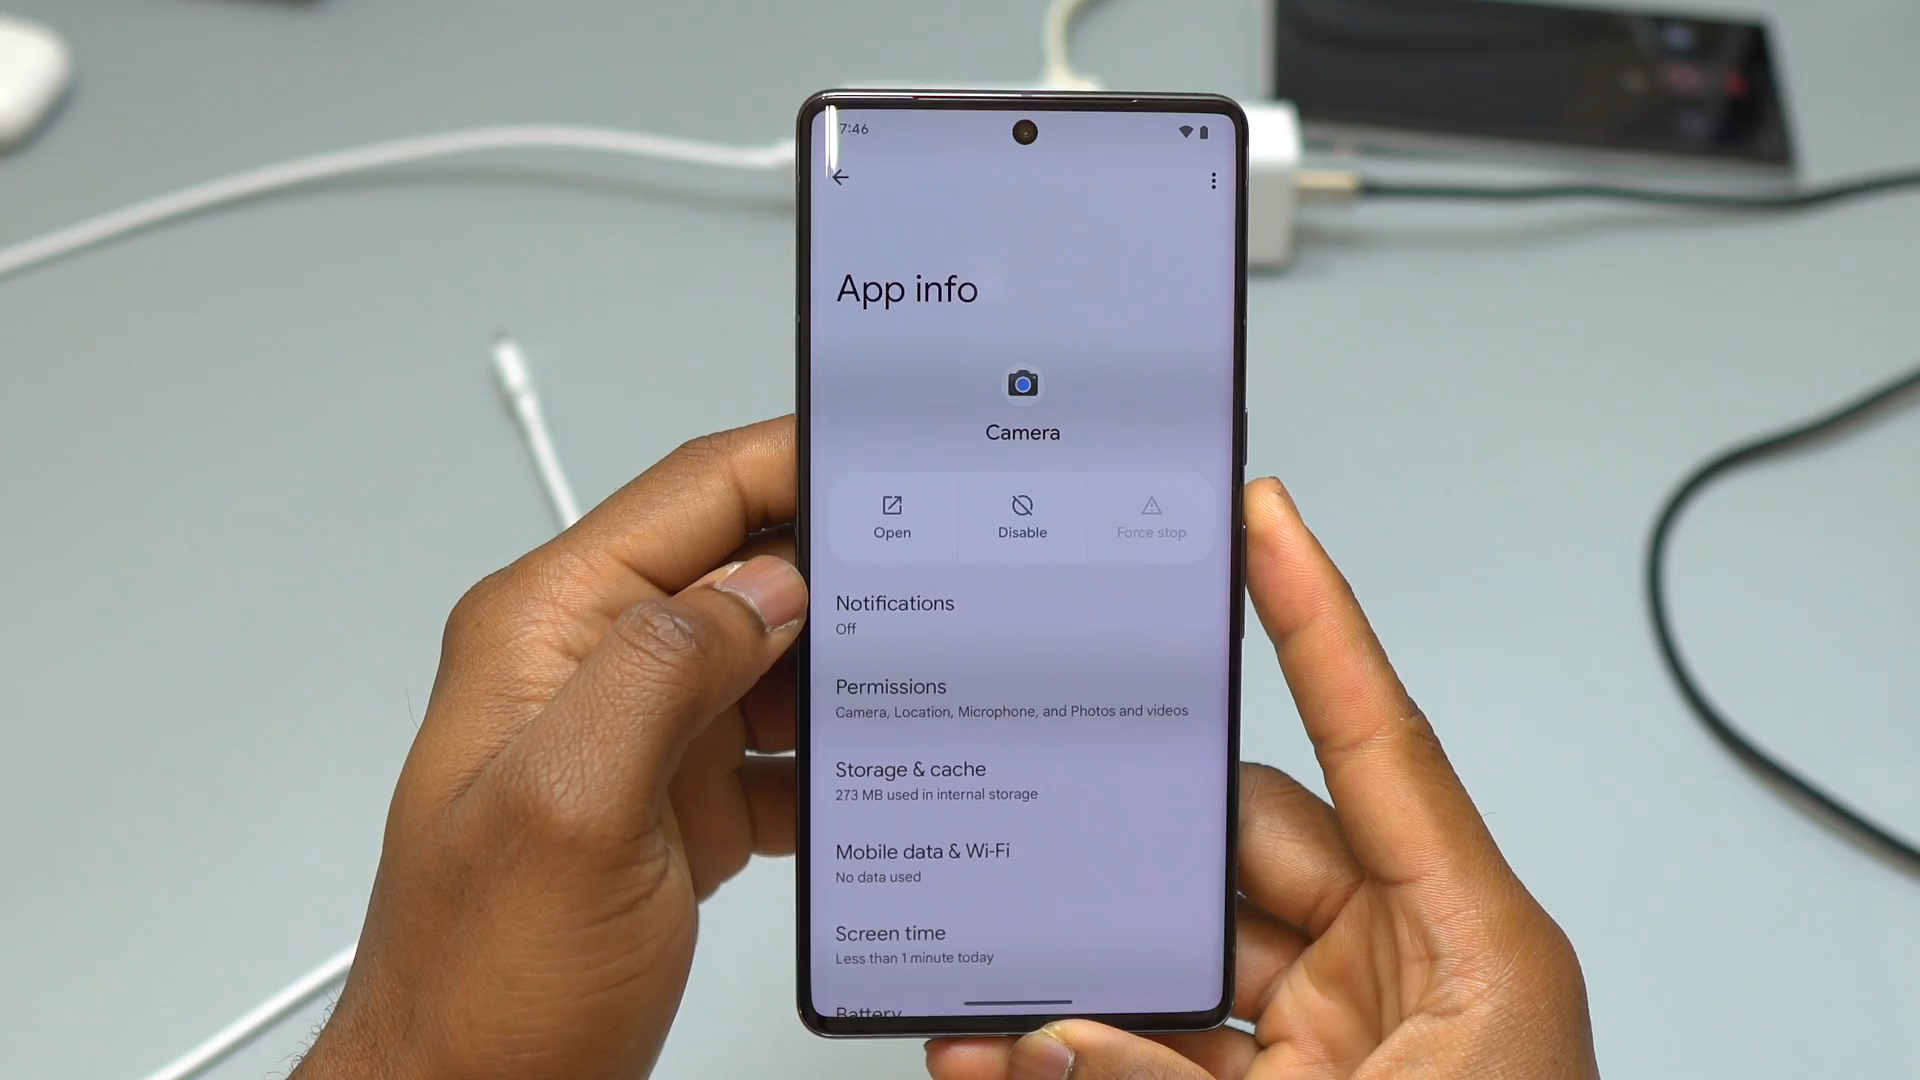 7:46
App info
Camera
Open
Disable
Force stop
Notifications
Off
Permissions
Camera, Location, Microphone, and Photos and videos
Storage & cache
273 MB used in internal storage
Mobile data & Wi-Fi
No data used
Screen time
Less than 1 minute today
Battery